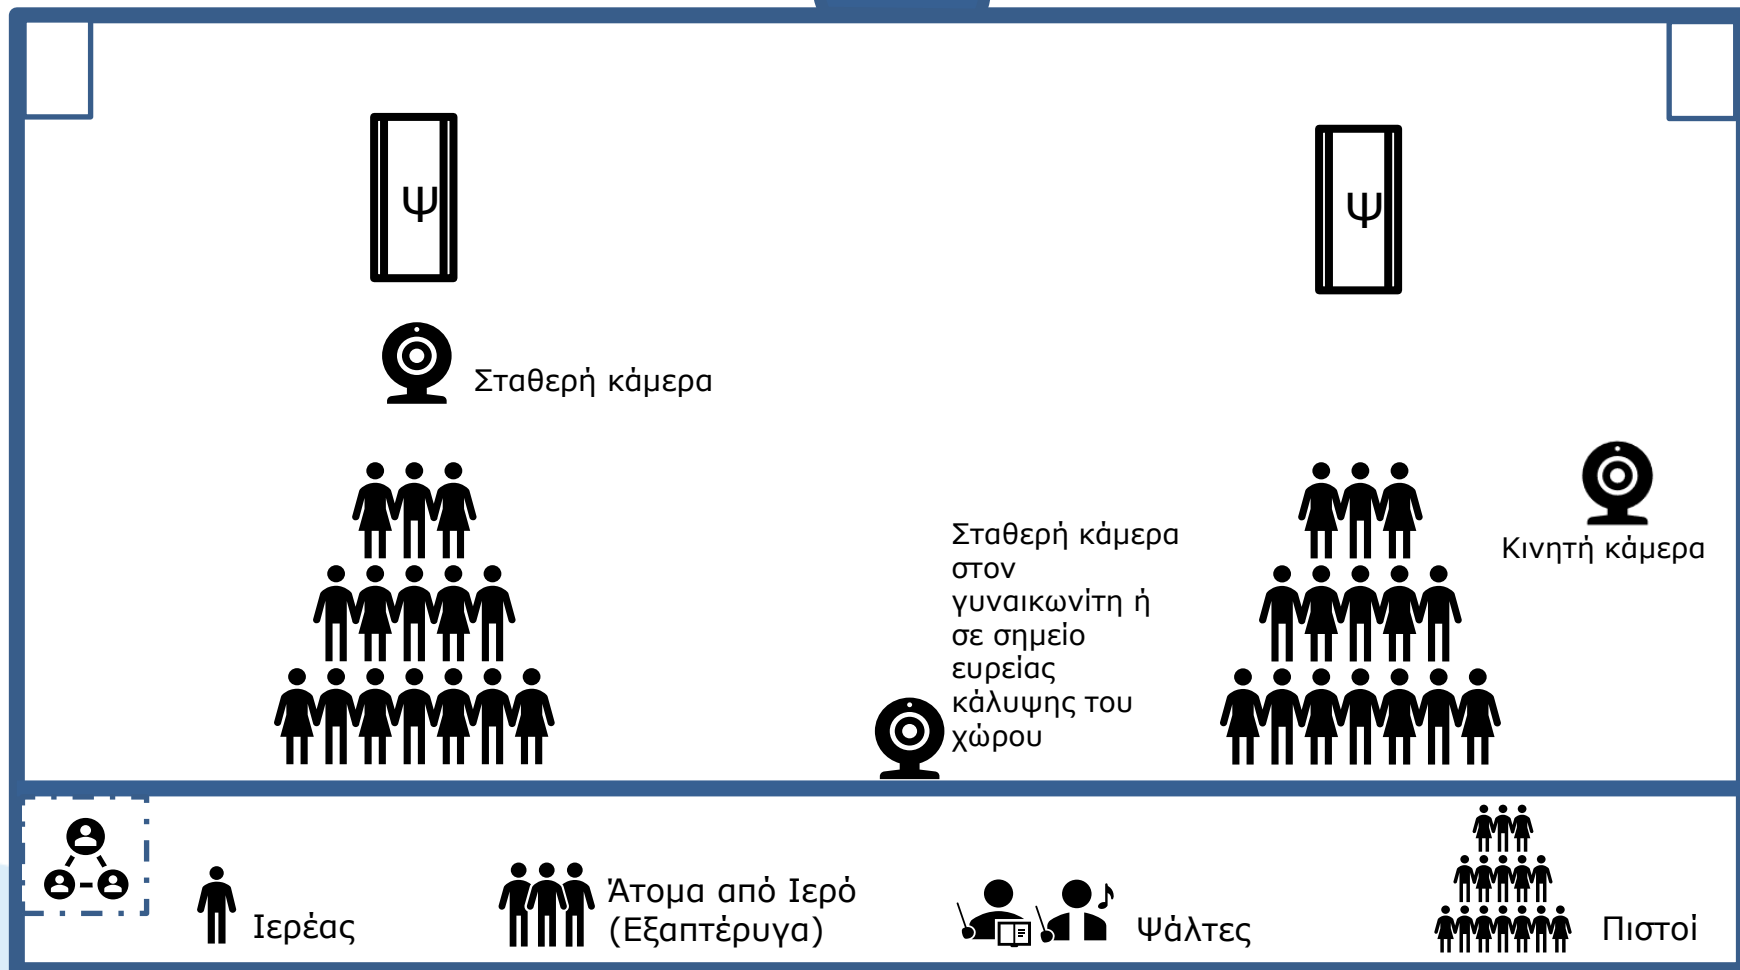 Ψ
Ψ
Σταθερή κάμερα
Σταθερή κάμερα
στον
γυναικωνίτη ή
σε σημείο
ευρείας
κάλυψης του
χώρου
Κινητή κάμερα
Ιερέας
Άτομα από Ιερό
(Εξαπτέρυγα)
Ψάλτες
Πιστοί